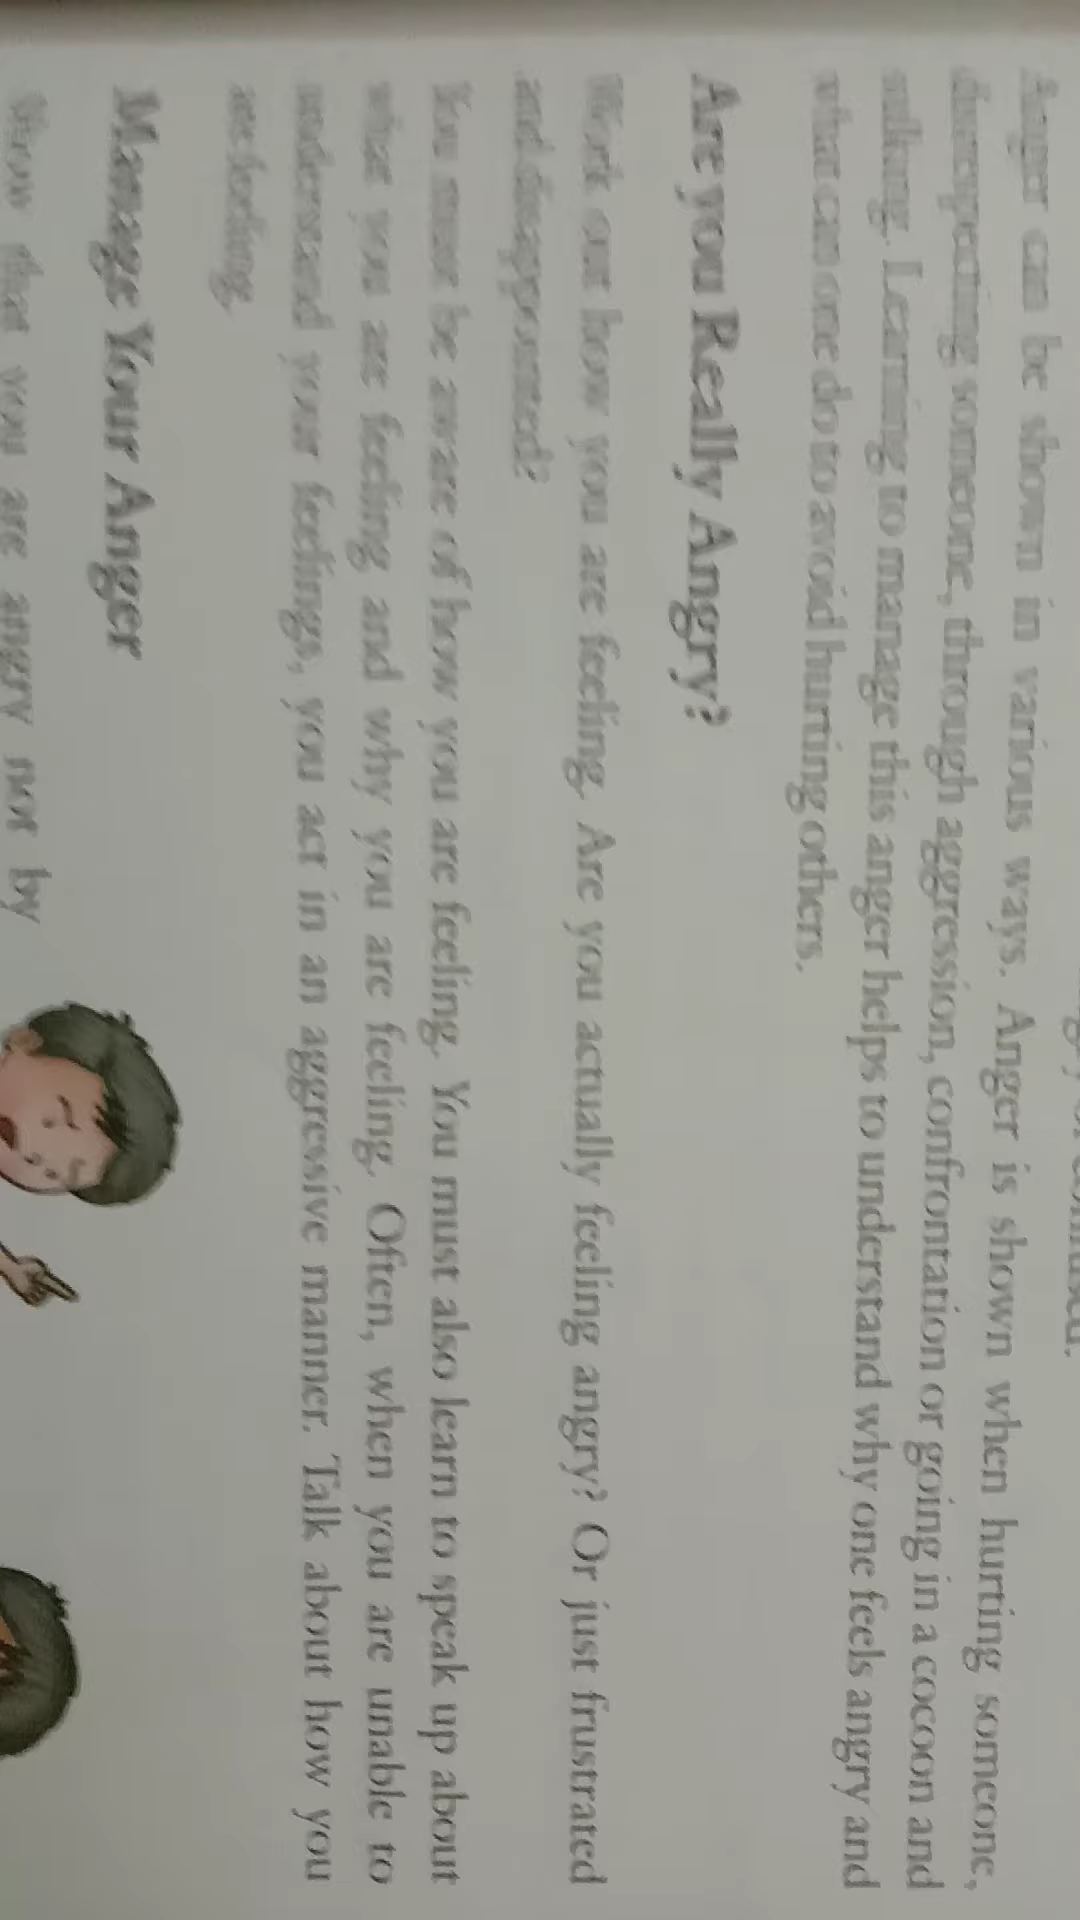 Anger can be shown in various ways. Anger is shown when hurting someone,
disrespecting someone, through aggression, confrontation or going in a cocoon and
sulking. Learning to manage this anger helps to understand why one feels angry and
what can one do to avoid hurting others.
Are you Really Angry?
Work out how you are feeling. Are you actually feeling angry? Or just frustrated
and disappointed?
You must be aware of how you are feeling. You must also learn to speak up about
what you are feeling and why you are feeling. Often, when you are unable to
understand your feelings, you act in an aggressive manner. Talk about how you
are feeling.
Manage Your Anger
Show that you are angry not by